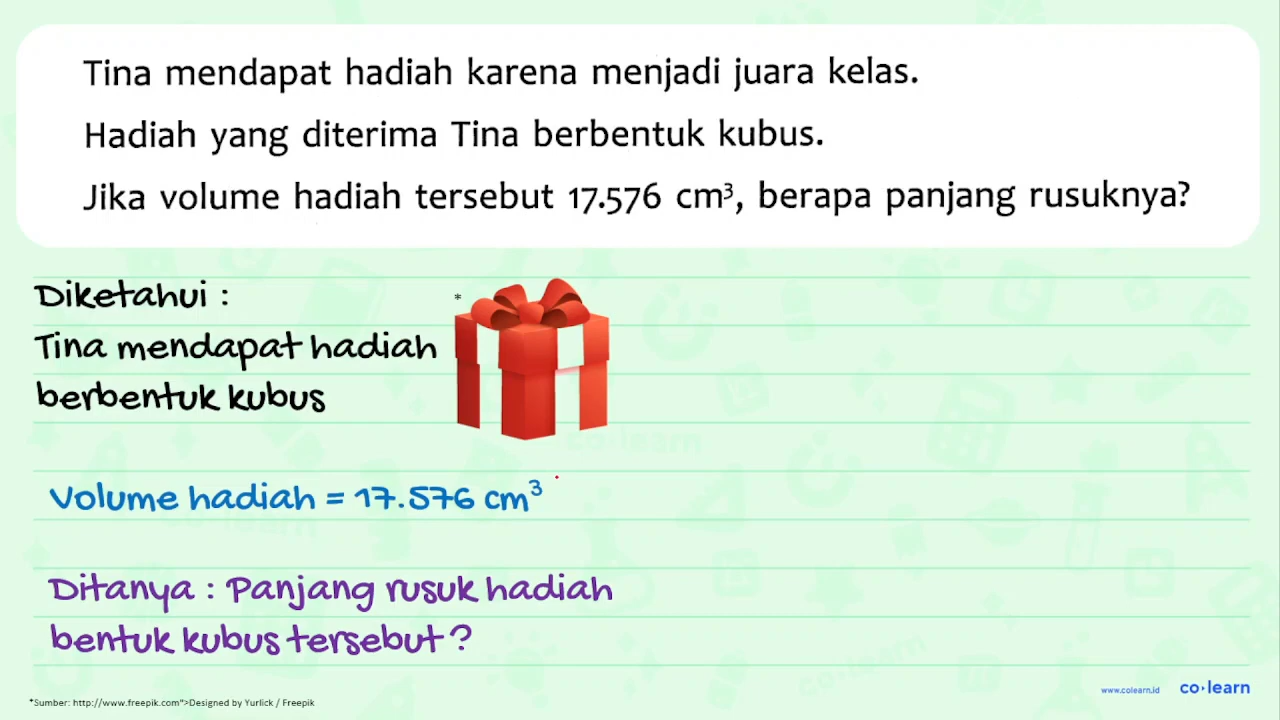 Tina mendapat hadiah karena menjadi juara kelas.
Hadiah yang diterima Tina berbentuk kubus.
Jika volume hadiah tersebut 17.576 cm³, berapa panjang rusuknya?
Diketahui :
*
Tina mendapat hadiah
berbentuk kubus
co·learn
Volume hadiah = 17.576 cm³
Ditanya : Panjang rusuk hadiah
bentuk kubus tersebut?
www.colearn.id co·learn
*Sumber: http://www.freepik.com">Designed by Yurlick / Freepik